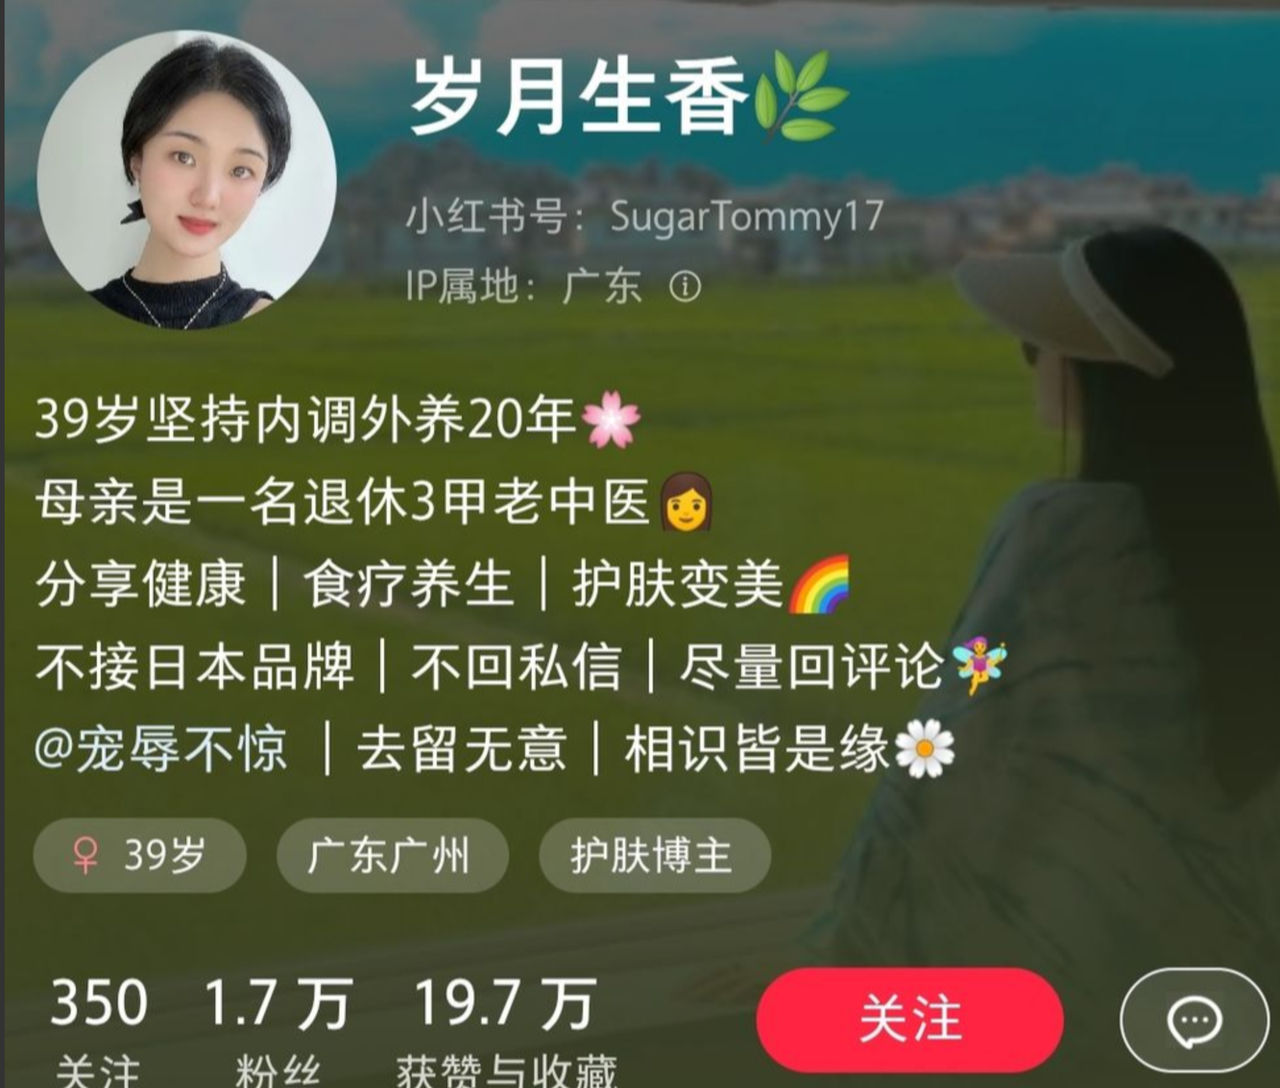 岁月生香🌿
小红书号：SugarTommy17
IP属地：广东
39岁坚持内调外养20年🌸
母亲是一名退休3甲老中医👩
分享健康｜食疗养生｜护肤变美🌈
不接日本品牌｜不回私信｜尽量回评论🧚‍♀️
@宠辱不惊 ｜去留无意｜相识皆是缘🌼
♀ 39岁 广东广州 护肤博主
350 1.7 万 19.7 万
关注 粉丝 获赞与收藏
关注